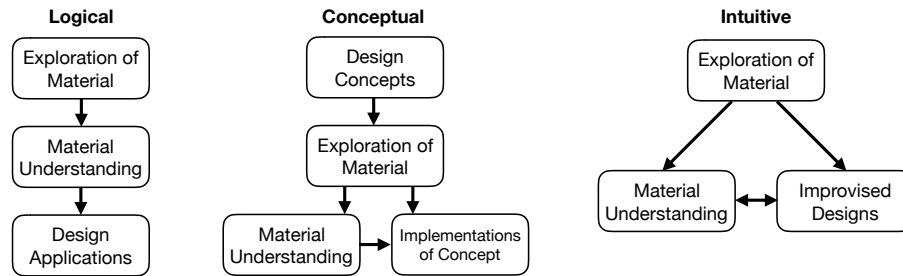 Logical
Exploration of
Material
Material
Understanding
Design
Applications
Conceptual
Design
Concepts
Exploration of
Material
Material
Understanding
Implementations
of Concept
Intuitive
Exploration of
Material
Material
Understanding
Improvised
Designs